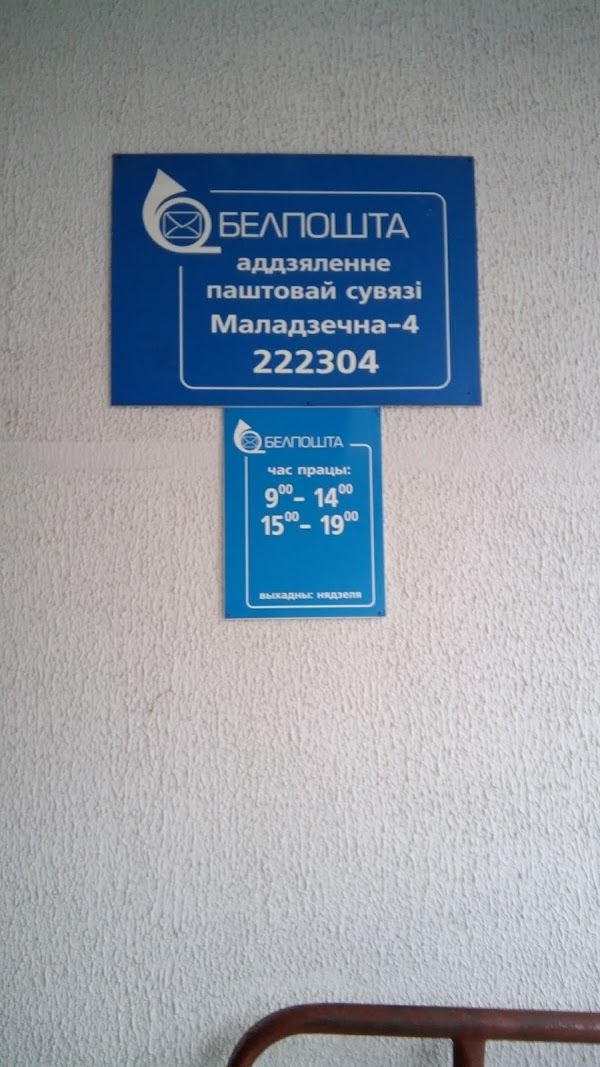 БЕЛПОШТА
аддзяленне
паштовай сувязі
Маладзечна-4
222304
БЕЛПОШТА
час працы:
9⁰⁰- 14⁰⁰
15⁰⁰- 19⁰⁰
выхадны: нядзеля